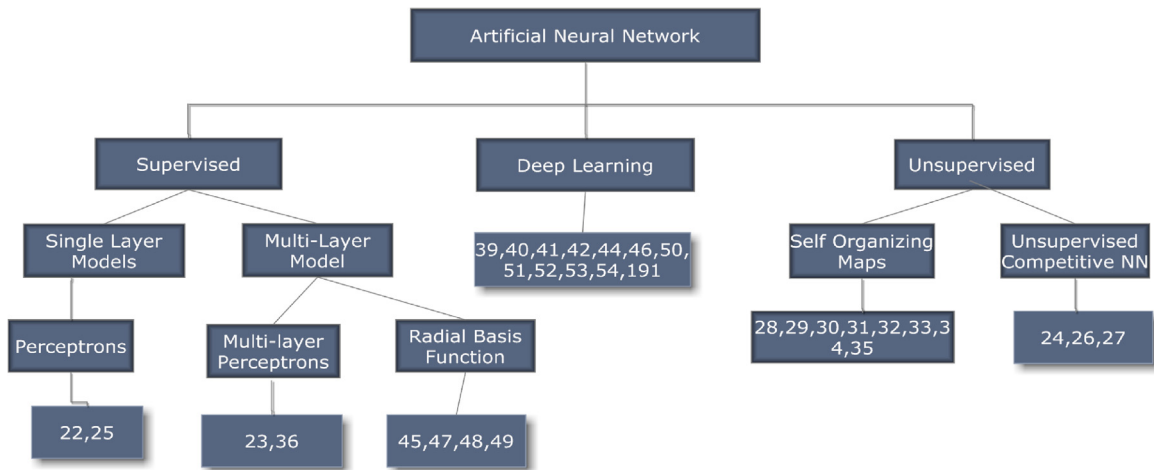 Artificial Neural Network
Supervised
Deep Learning
Unsupervised
Single Layer
Models
Multi-Layer
Model
39,40,41,42,44,46,50,
51,52,53,54,191
Self Organizing
Maps
Unsupervised
Competitive NN
Perceptrons
Multi-layer
Perceptrons
Radial Basis
Function
28,29,30,31,32,33,3
4,35
24,26,27
22,25
23,36
45,47,48,49